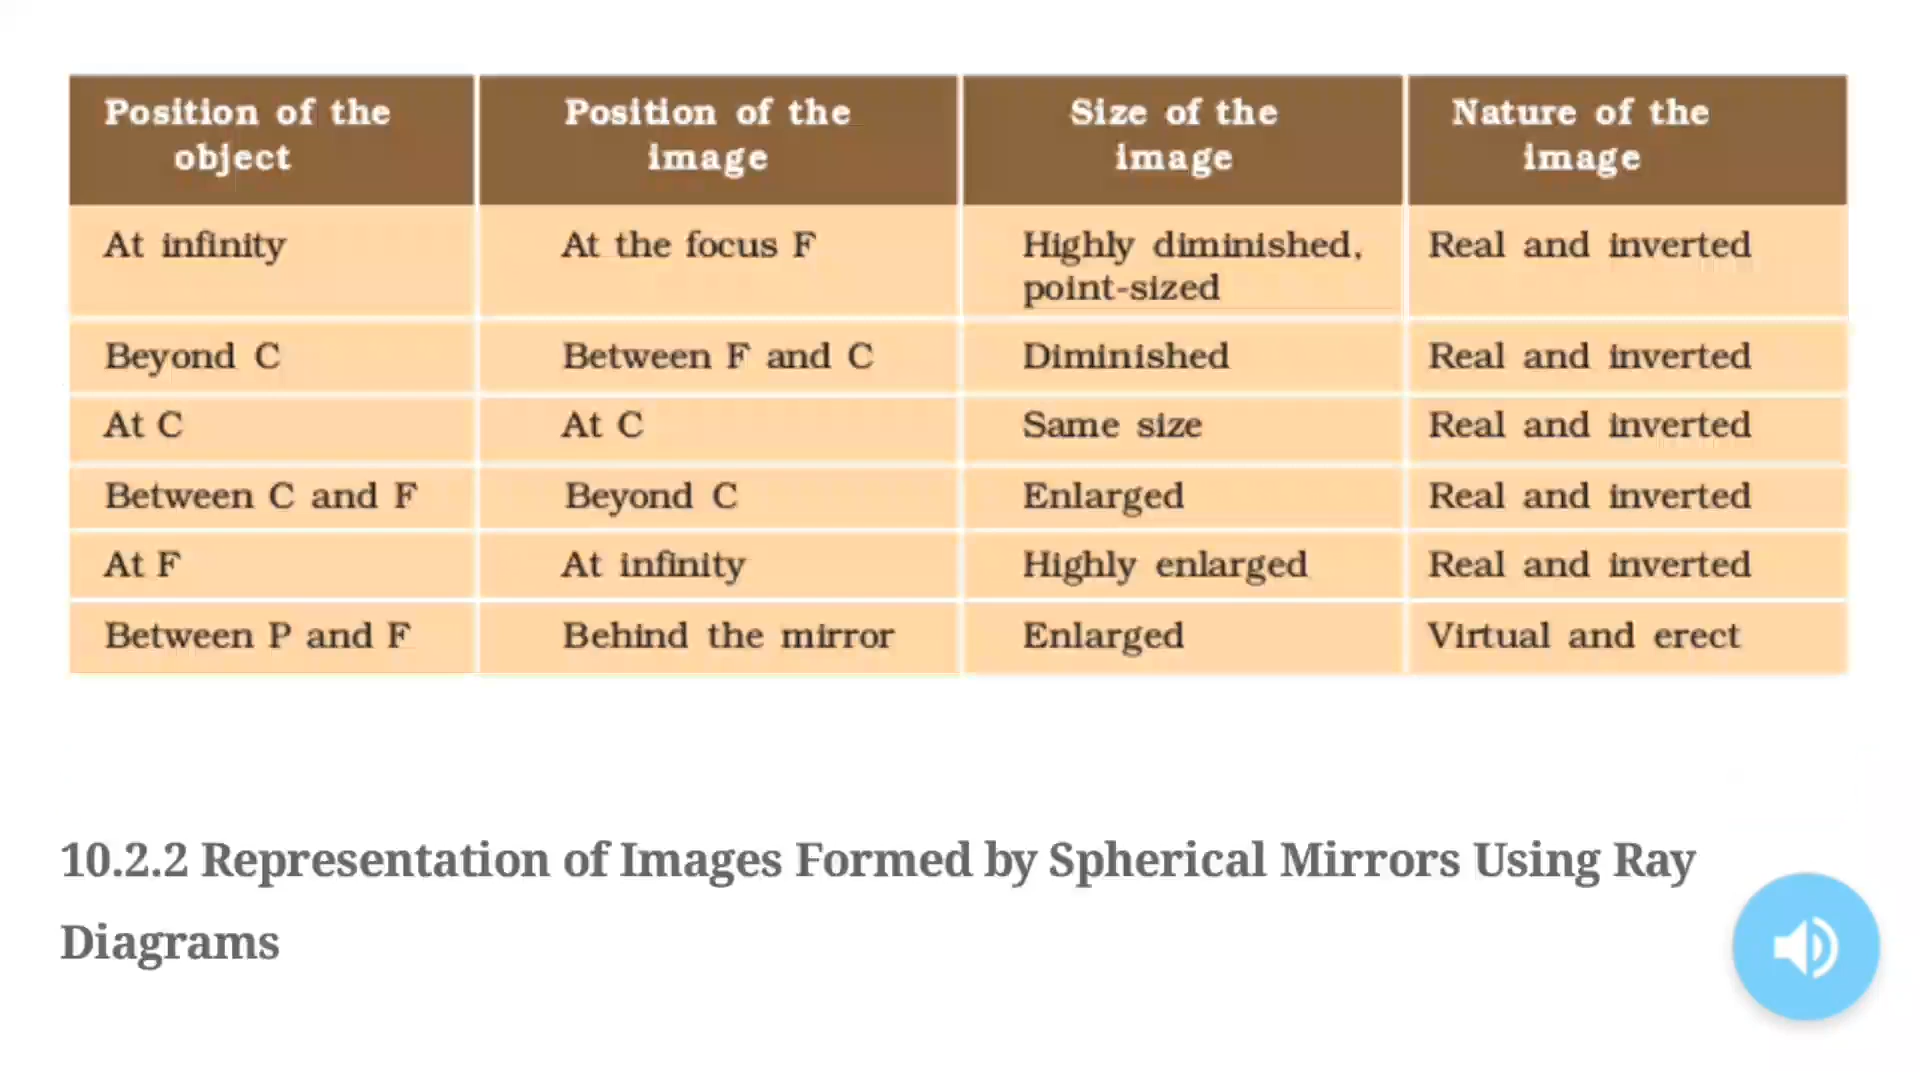 Position of the object	Position of the image	Size of the image	Nature of the image
At infinity	At the focus F	Highly diminished, point-sized	Real and inverted
Beyond C	Between F and C	Diminished	Real and inverted
At C	At C	Same size	Real and inverted
Between C and F	Beyond C	Enlarged	Real and inverted
At F	At infinity	Highly enlarged	Real and inverted
Between P and F	Behind the mirror	Enlarged	Virtual and erect
10.2.2 Representation of Images Formed by Spherical Mirrors Using Ray
Diagrams